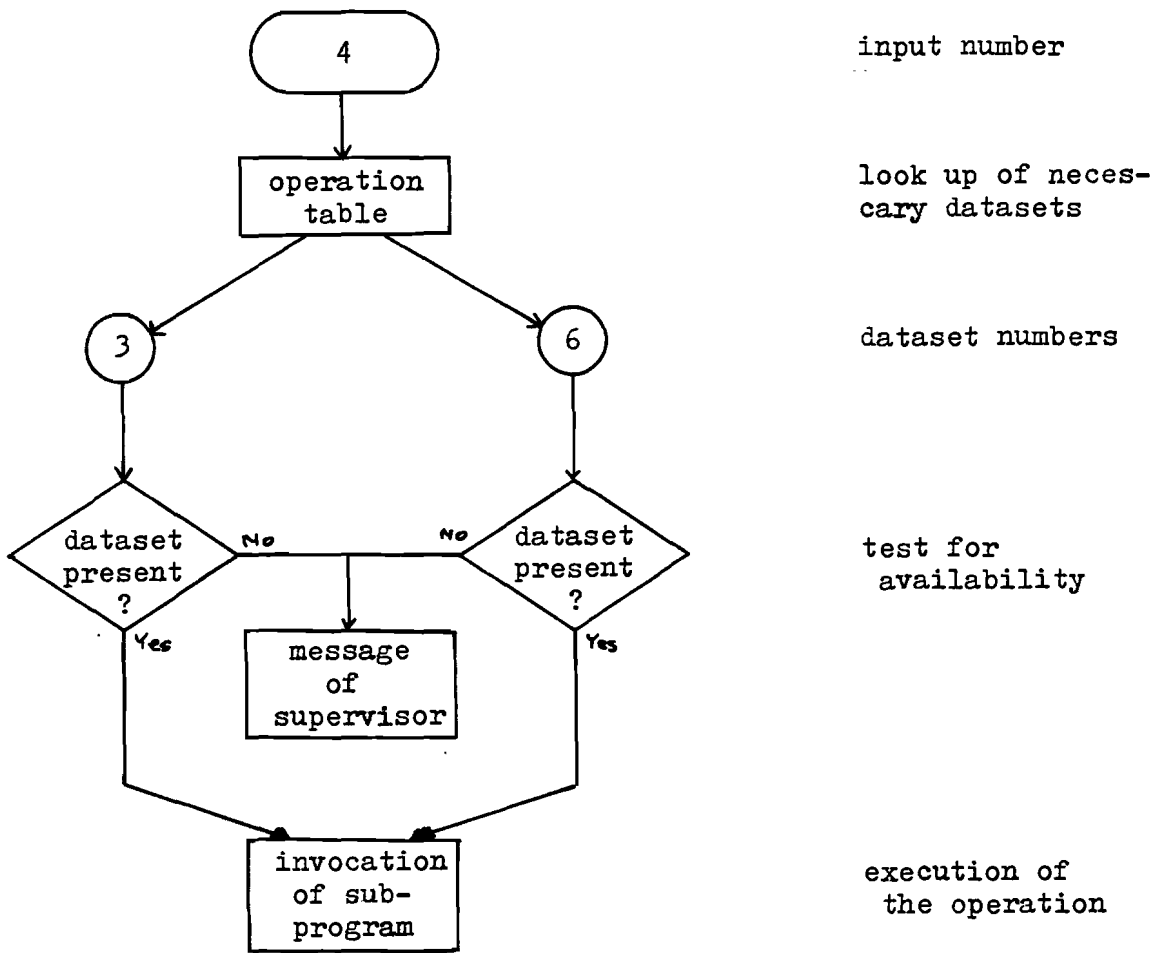 4
input number
operation
table
look up of neces-
cary datasets
3
6
dataset numbers
dataset
present
?
No
No
dataset
present
?
test for
availability
Yes
Yes
message
of
supervisor
invocation
of sub-
program
execution of
the operation